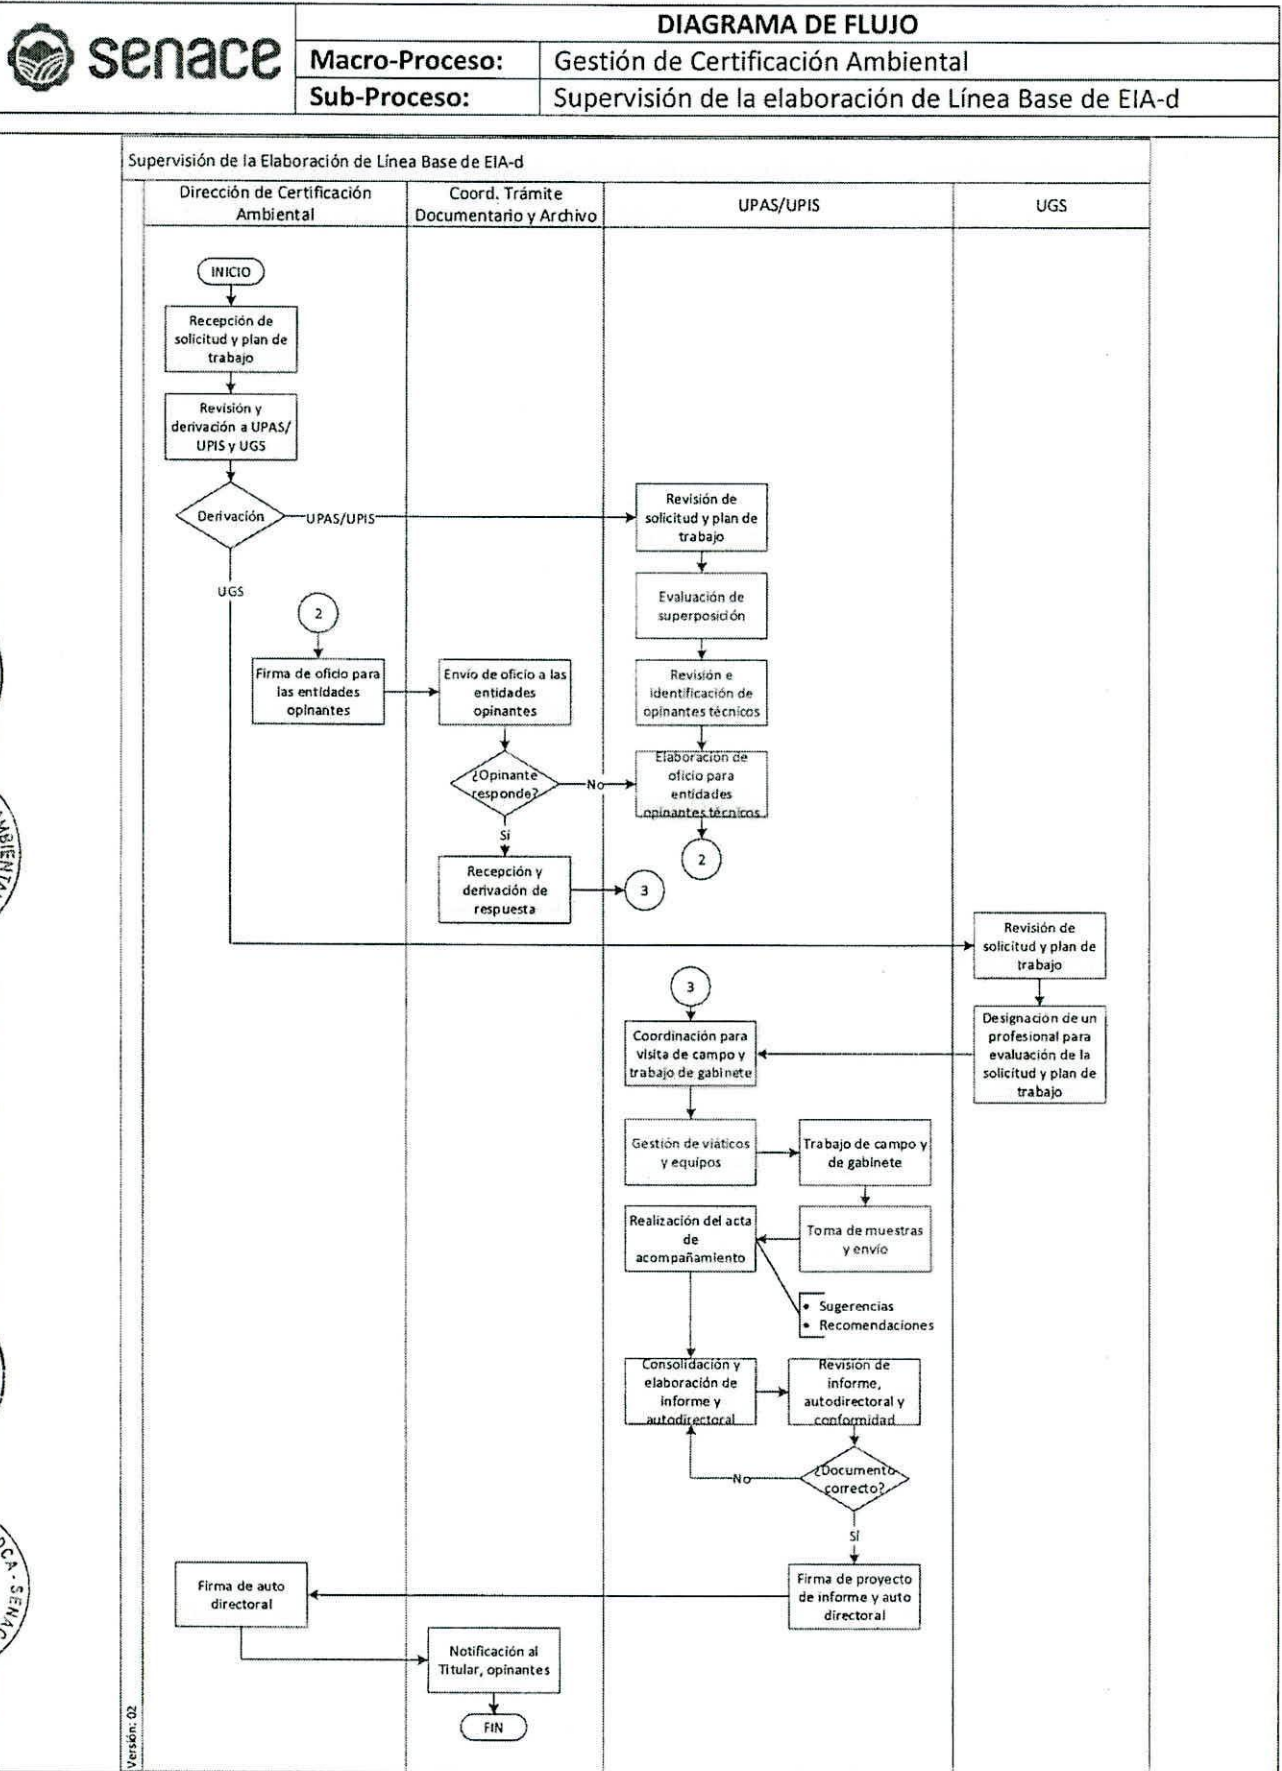 senace
DIAGRAMA DE FLUJO
Macro-Proceso:
Gestión de Certificación Ambiental
Sub-Proceso:
Supervisión de la elaboración de Línea Base de EIA-d
Supervisión de la Elaboración de Línea Base de EIA-d
Dirección de Certificación
Ambiental
Coord. Trámite
Documentario y Archivo
UPAS/UPIS
UGS
INICIO
Recepción de
solicitud y plan de
trabajo
Revisión y
derivación a UPAS/
UPIS y UGS
Derivación
UPAS/UPIS
Revisión de
solicitud y plan de
trabajo
UGS
Evaluación de
superposición
2
Firma de oficio para
las entidades
opinantes
Envío de oficio a las
entidades
opinantes
Revisión e
identificación de
opinantes técnicos
¿Opinante
responde?
No
Elaboración de
oficio para
entidades
opinantes técnicos
Sí
2
Recepción y
derivación de
respuesta
3
Revisión de
solicitud y plan de
trabajo
3
Coordinación para
visita de campo y
trabajo de gabinete
Designación de un
profesional para
evaluación de la
solicitud y plan de
trabajo
Gestión de viáticos
y equipos
Trabajo de campo y
de gabinete
Realización del acta
de
acompañamiento
Toma de muestras
y envío
• Sugerencias
• Recomendaciones
Consolidación y
elaboración de
informe y
autodirectoral
Revisión de
informe,
autodirectoral y
conformidad
No
¿Documento
correcto?
Sí
Firma de auto
directoral
Firma de proyecto
de informe y auto
directoral
Notificación al
Titular, opinantes
FIN
Versión: 02
AMBIENTAL
DCA - SENAC